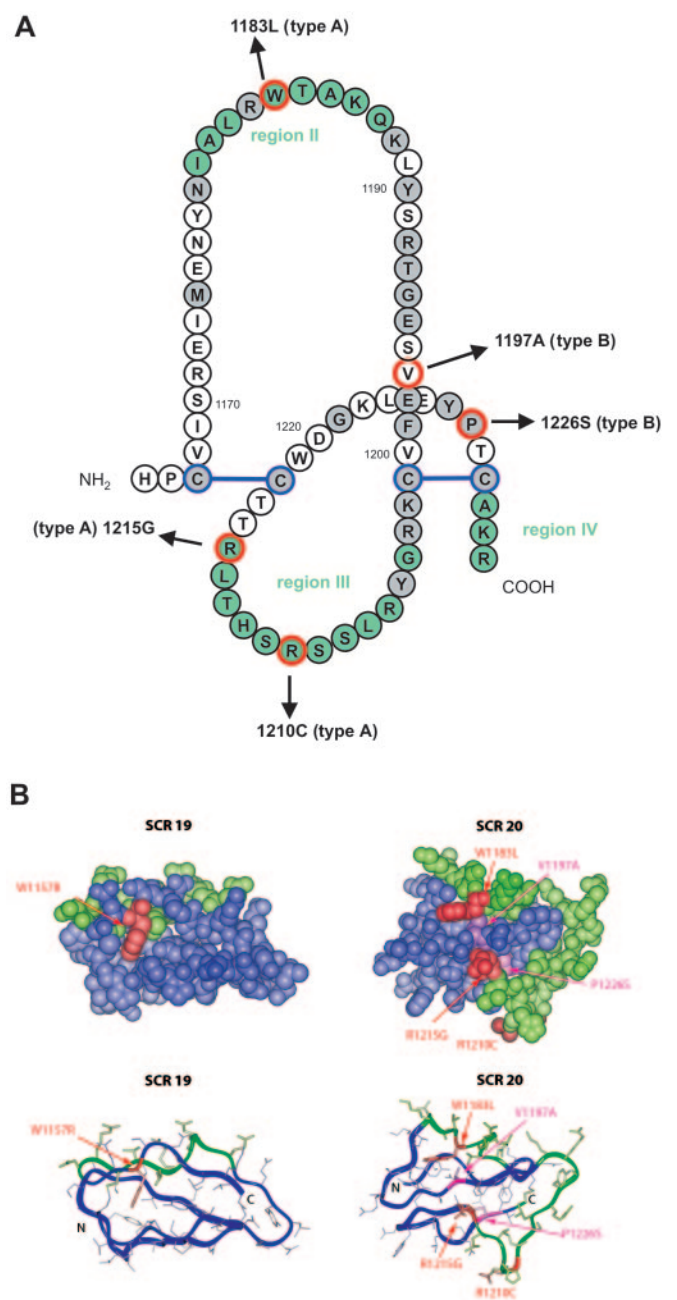 A
1183L (type A)
R W T A K Q
L K
A region II L
I
N 1190 Y
Y S
N R
E T
M G
I E
E S
R V 1197A (type B)
S 1170
I 1220 D G K L E E Y P 1226S (type B)
V W F T
1200 V
NH2 H P C C C C
T K A
(type A) 1215G T R K
R G region IV R
L region III Y COOH
T R
H L
S R S S
1210C (type A)
B
SCR 19 SCR 20
W1183L
V1197A
W1157R
P1226S
R1215G
R1210C
SCR 19 SCR 20
W1183L
W1157R V1197A
N C N C
P1226S
R1215G
R1210C